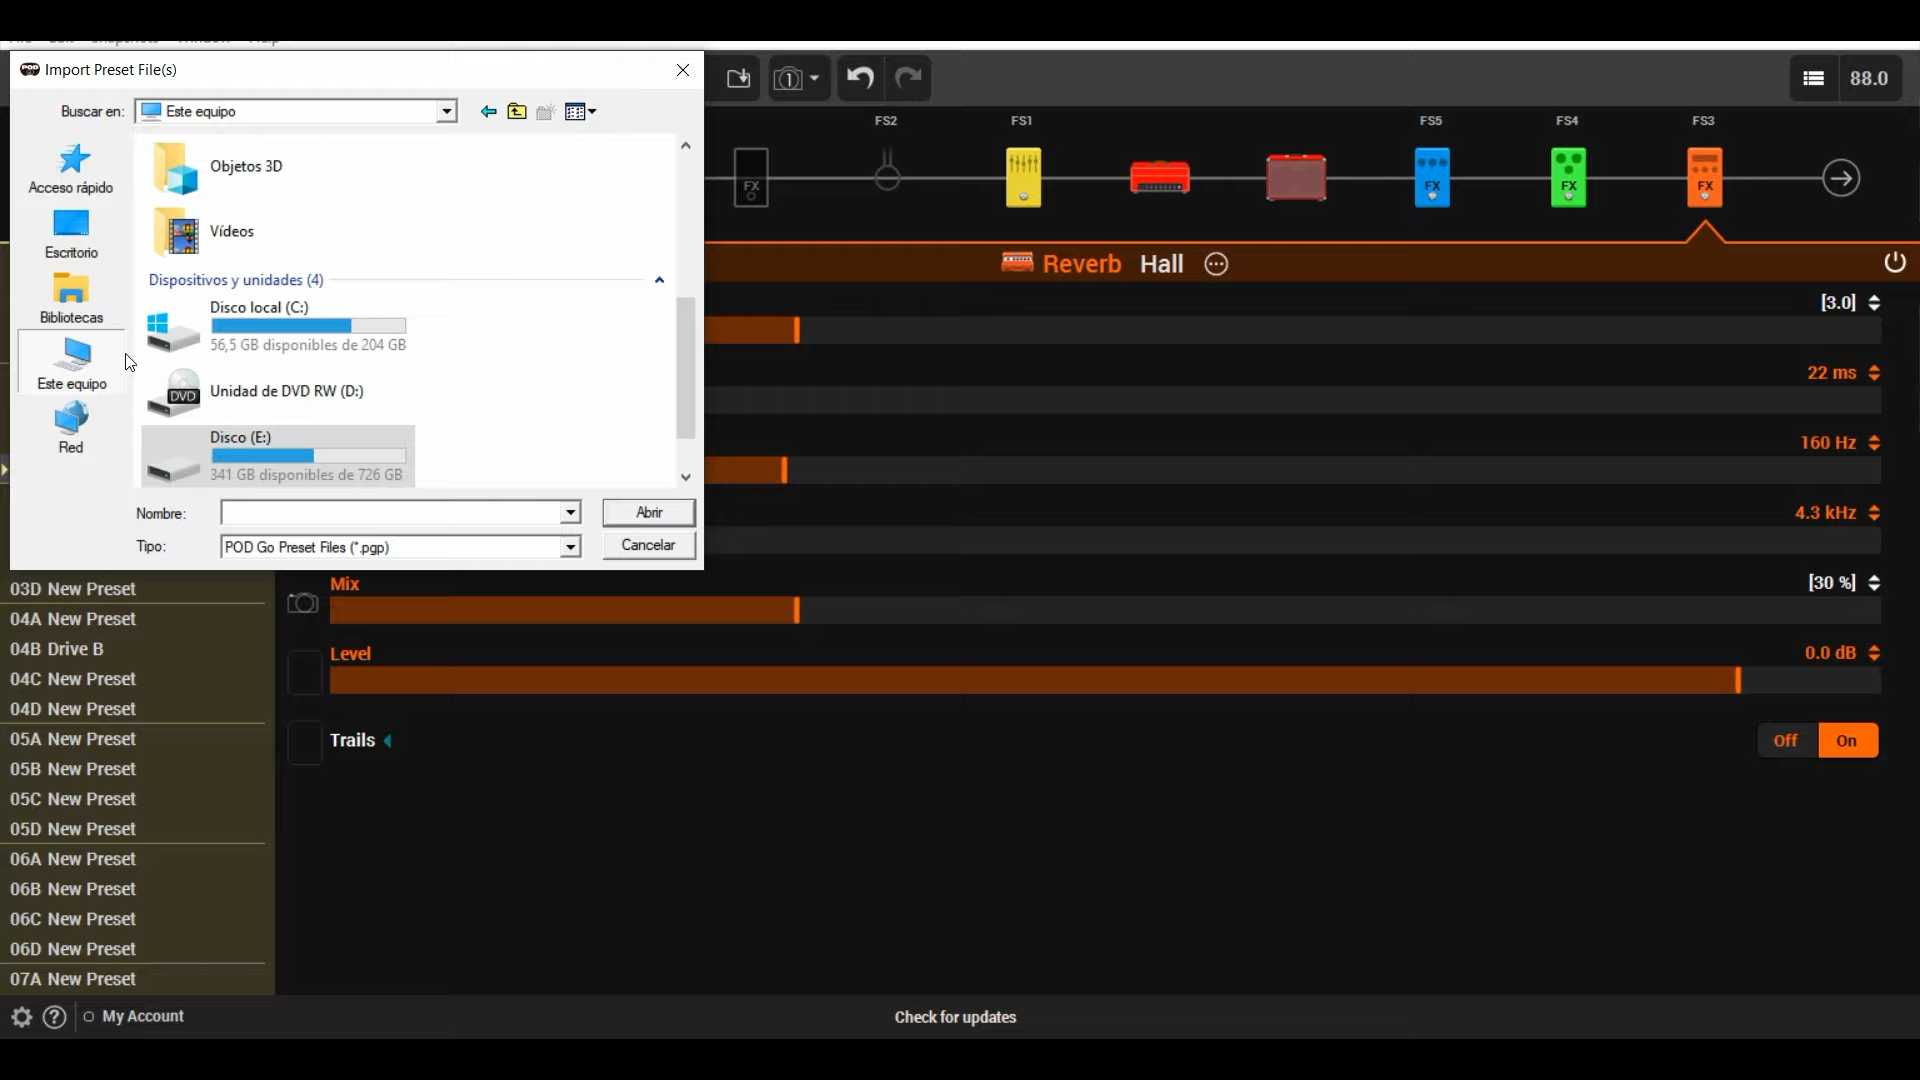 Import Preset File(s)
Buscar en:
Este equipo
1
88.0
Acceso rápido
Escritorio
Bibliotecas
Este equipo
Red
Objetos 3D
Vídeos
Dispositivos y unidades (4)
Disco local (C:)
56,5 GB disponibles de 204 GB
DVD
Unidad de DVD RW (D:)
Disco (E:)
341 GB disponibles de 726 GB
Nombre:
Abrir
Tipo:
POD Go Preset Files (*.pgp)
Cancelar
FS2
FS1
FS5
FS4
FS3
FX
FX
FX
FX
Reverb Hall
[3.0]
22 ms
160 Hz
4.3 kHz
Mix
[30 %]
Level
0.0 dB
Trails
Off
On
03D New Preset
04A New Preset
04B Drive B
04C New Preset
04D New Preset
05A New Preset
05B New Preset
05C New Preset
05D New Preset
06A New Preset
06B New Preset
06C New Preset
06D New Preset
07A New Preset
?
My Account
Check for updates